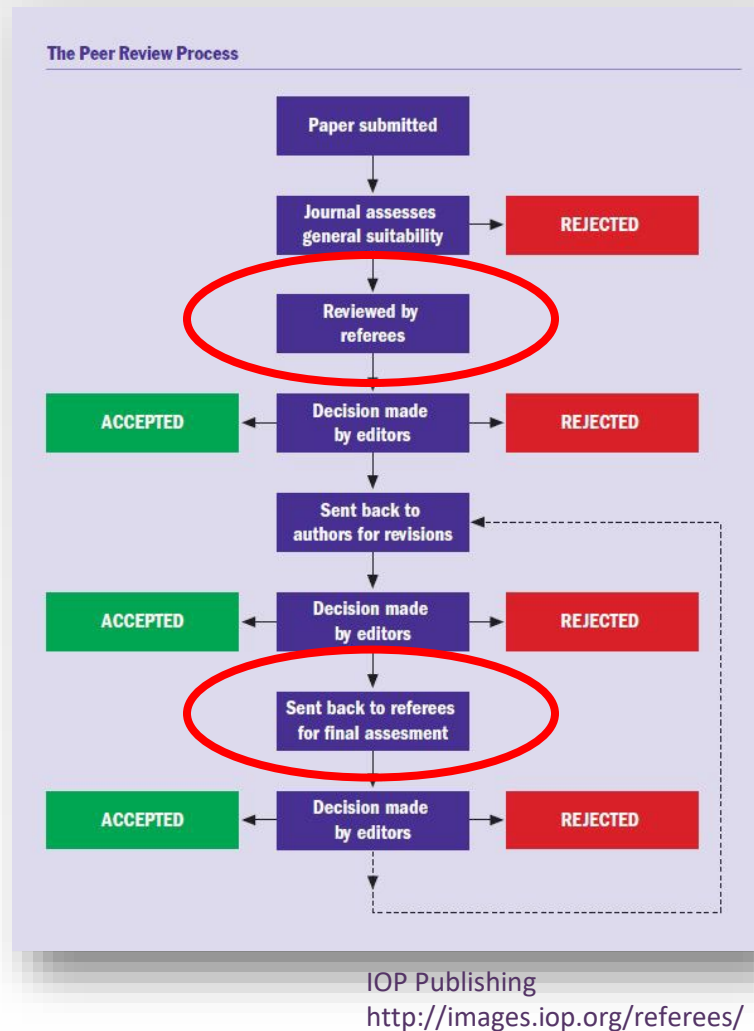 The Peer Review Process
Paper submitted
Journal assesses
general suitability
REJECTED
Reviewed by
referees
ACCEPTED
Decision made
by editors
REJECTED
Sent back to
authors for revisions
ACCEPTED
Decision made
by editors
REJECTED
Sent back to referees
for final assesment
ACCEPTED
Decision made
by editors
REJECTED
IOP Publishing
http://images.iop.org/referees/